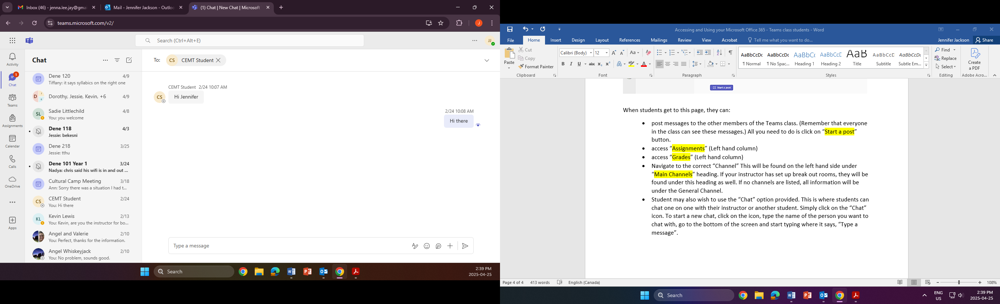 Inbox (46) - jenna.lee.jay@gmai
Mail - Jennifer Jackson - Outloo
(1) Chat | New Chat | Microsoft
teams.microsoft.com/v2/
J
Search (Ctrl+Alt+E)
JJ
Activity
1
Chat
Teams
Assignments
Calendar
Calls
OneDrive
Apps
Chat
Dene 120 4/9
Tiffany: it says syllabics on the right one
Dorothy, Jessie, Kevin, +6 4/9
Sadie Littlechild 4/8
You: you welcome
Dene 118 4/3
Jessie: bekesni
Dene 218 3/25
Jessie: tthu
Dene 101 Year 1 3/24
Nadya: chris said his wifi is in and out ...
Cultural Camp Meeting 3/18
Ann: Sorry there was a situation I had t...
CS CEMT Student 2/24
You: Hi there
KL Kevin Lewis 2/13
You: Kevin, are you the instructor for bo...
Angel and Valerie 2/10
You: Perfect, thanks for the information.
Angel Whiskeyjack 2/10
You: No problem, sounds good.
To: CS CEMT Student
CEMT Student 2/24 10:07 AM
CS Hi Jennifer
2/24 10:08 AM
Hi there
Type a message
Search
2:39 PM
2025-04-25
Accessing and Using your Microsoft Office 365 - Teams class students - Word
File Home Insert Design Layout References Mailings Review View Acrobat Tell me what you want to do... Jennifer Jackson Share
Paste
Cut
Copy
Format Painter
Clipboard
Calibri (Body) 12
Font
Paragraph
AaBbCcDc AaBbCcDc AaBbCc AaBbCcD AaB AaBbCcD AaBbCcDc
¶ Normal ¶ No Spac... Heading 1 Heading 2 Title Subtitle Subtle Em...
Styles
Find
Replace
Select
Editing
Create
a PDF
Adobe Acro...
Start a post
When students get to this page, they can:
• post messages to the other members of the Teams class. (Remember that everyone
in the class can see these messages.) All you need to do is click on “Start a post”
button.
• access “Assignments” (Left hand column)
• access “Grades” (Left hand column)
• Navigate to the correct “Channel” This will be found on the left hand side under
“Main Channels” heading. If your instructor has set up break out rooms, they will be
found under this heading as well. If no channels are listed, all information will be
under the General Channel.
• Student may also wish to use the “Chat” option provided. This is where students can
chat one on one with their instructor or another student. Simply click on the “Chat”
icon. To start a new chat, click on the icon, type the name of the person you want to
chat with, go to the bottom of the screen and start typing where it says, “Type a
message”.
Page 4 of 4 413 words English (Canada) 108%
Search
ENG
US
2:39 PM
2025-04-25